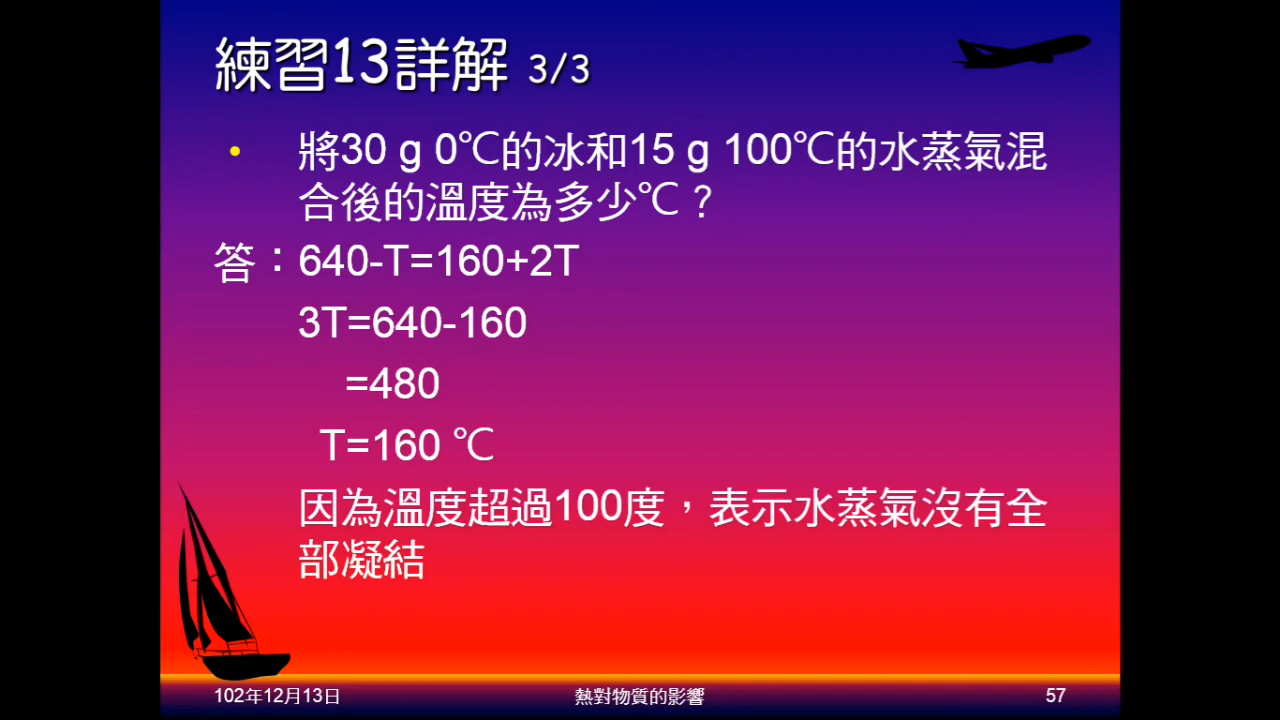 練習13詳解 3/3
• 將30 g 0℃的冰和15 g 100℃的水蒸氣混
合後的溫度為多少℃？
答：640-T=160+2T
3T=640-160
=480
T=160 ℃
因為溫度超過100度，表示水蒸氣沒有全
部凝結
102年12月13日
熱對物質的影響
57